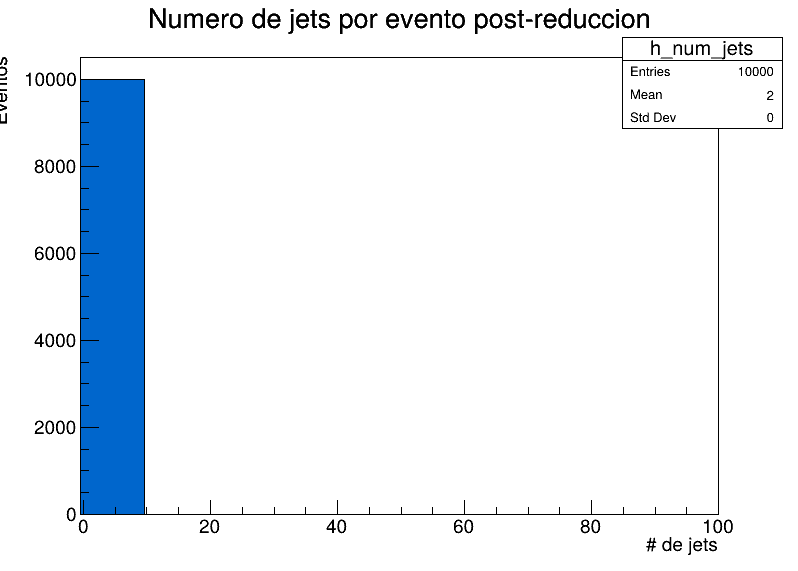 Numero de jets por evento post-reduccion
h_num_jets
Entries 10000
Mean 2
Std Dev 0
Eventos
10000
8000
6000
4000
2000
0
0 20 40 60 80 100
# de jets